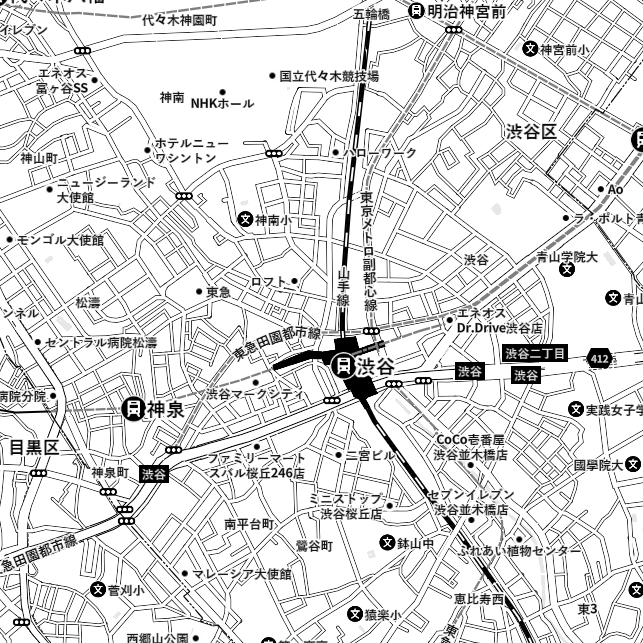 代々木神園町
五輪橋
明治神宮前
神宮前小
エネオス
富ヶ谷SS
国立代々木競技場
神南
NHKホール
渋谷区
ホテルニュー
ワシントン
ハローワーク
神山町
ニュージーランド
大使館
Ao
東京メトロ副都心線
神南小
ラ・ポルト青
モンゴル大使館
渋谷
青山学院大
山手線
ロフト
東急
青山
松濤
エネオス
Dr.Drive渋谷店
東急田園都市線
セントラル病院松濤
渋谷二丁目
412
渋谷
渋谷
渋谷
渋谷マークシティ
病院分院
神泉
実践女子
目黒区
CoCo壱番屋
渋谷並木橋店
ファミリーマート
スバル桜丘246店
二宮ビル
國學院大
神泉町
渋谷
ミニストップ
渋谷桜丘店
セブンイレブン
渋谷並木橋店
南平台町
鶯谷町
鉢山中
ふれあい植物センター
急田園都市線
マレーシア大使館
菅刈小
恵比寿西
猿楽小
東3
西郷山公園